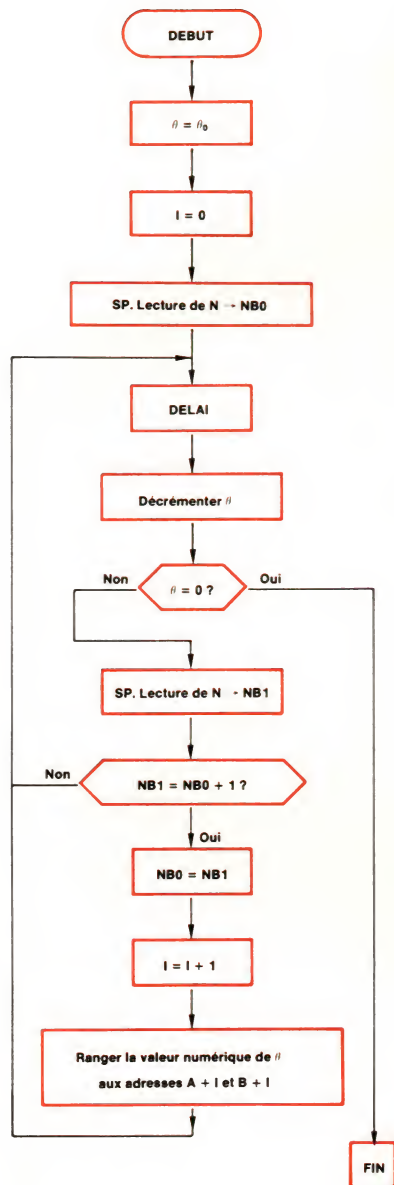 DEBUT
θ = θ₀
I = 0
SP. Lecture de N → NB0
DELAI
Décrémenter θ
Non
θ = 0 ?
Oui
SP. Lecture de N → NB1
Non
NB1 = NB0 + 1 ?
Oui
NB0 = NB1
I = I + 1
Ranger la valeur numérique de θ
aux adresses A + I et B + I
FIN